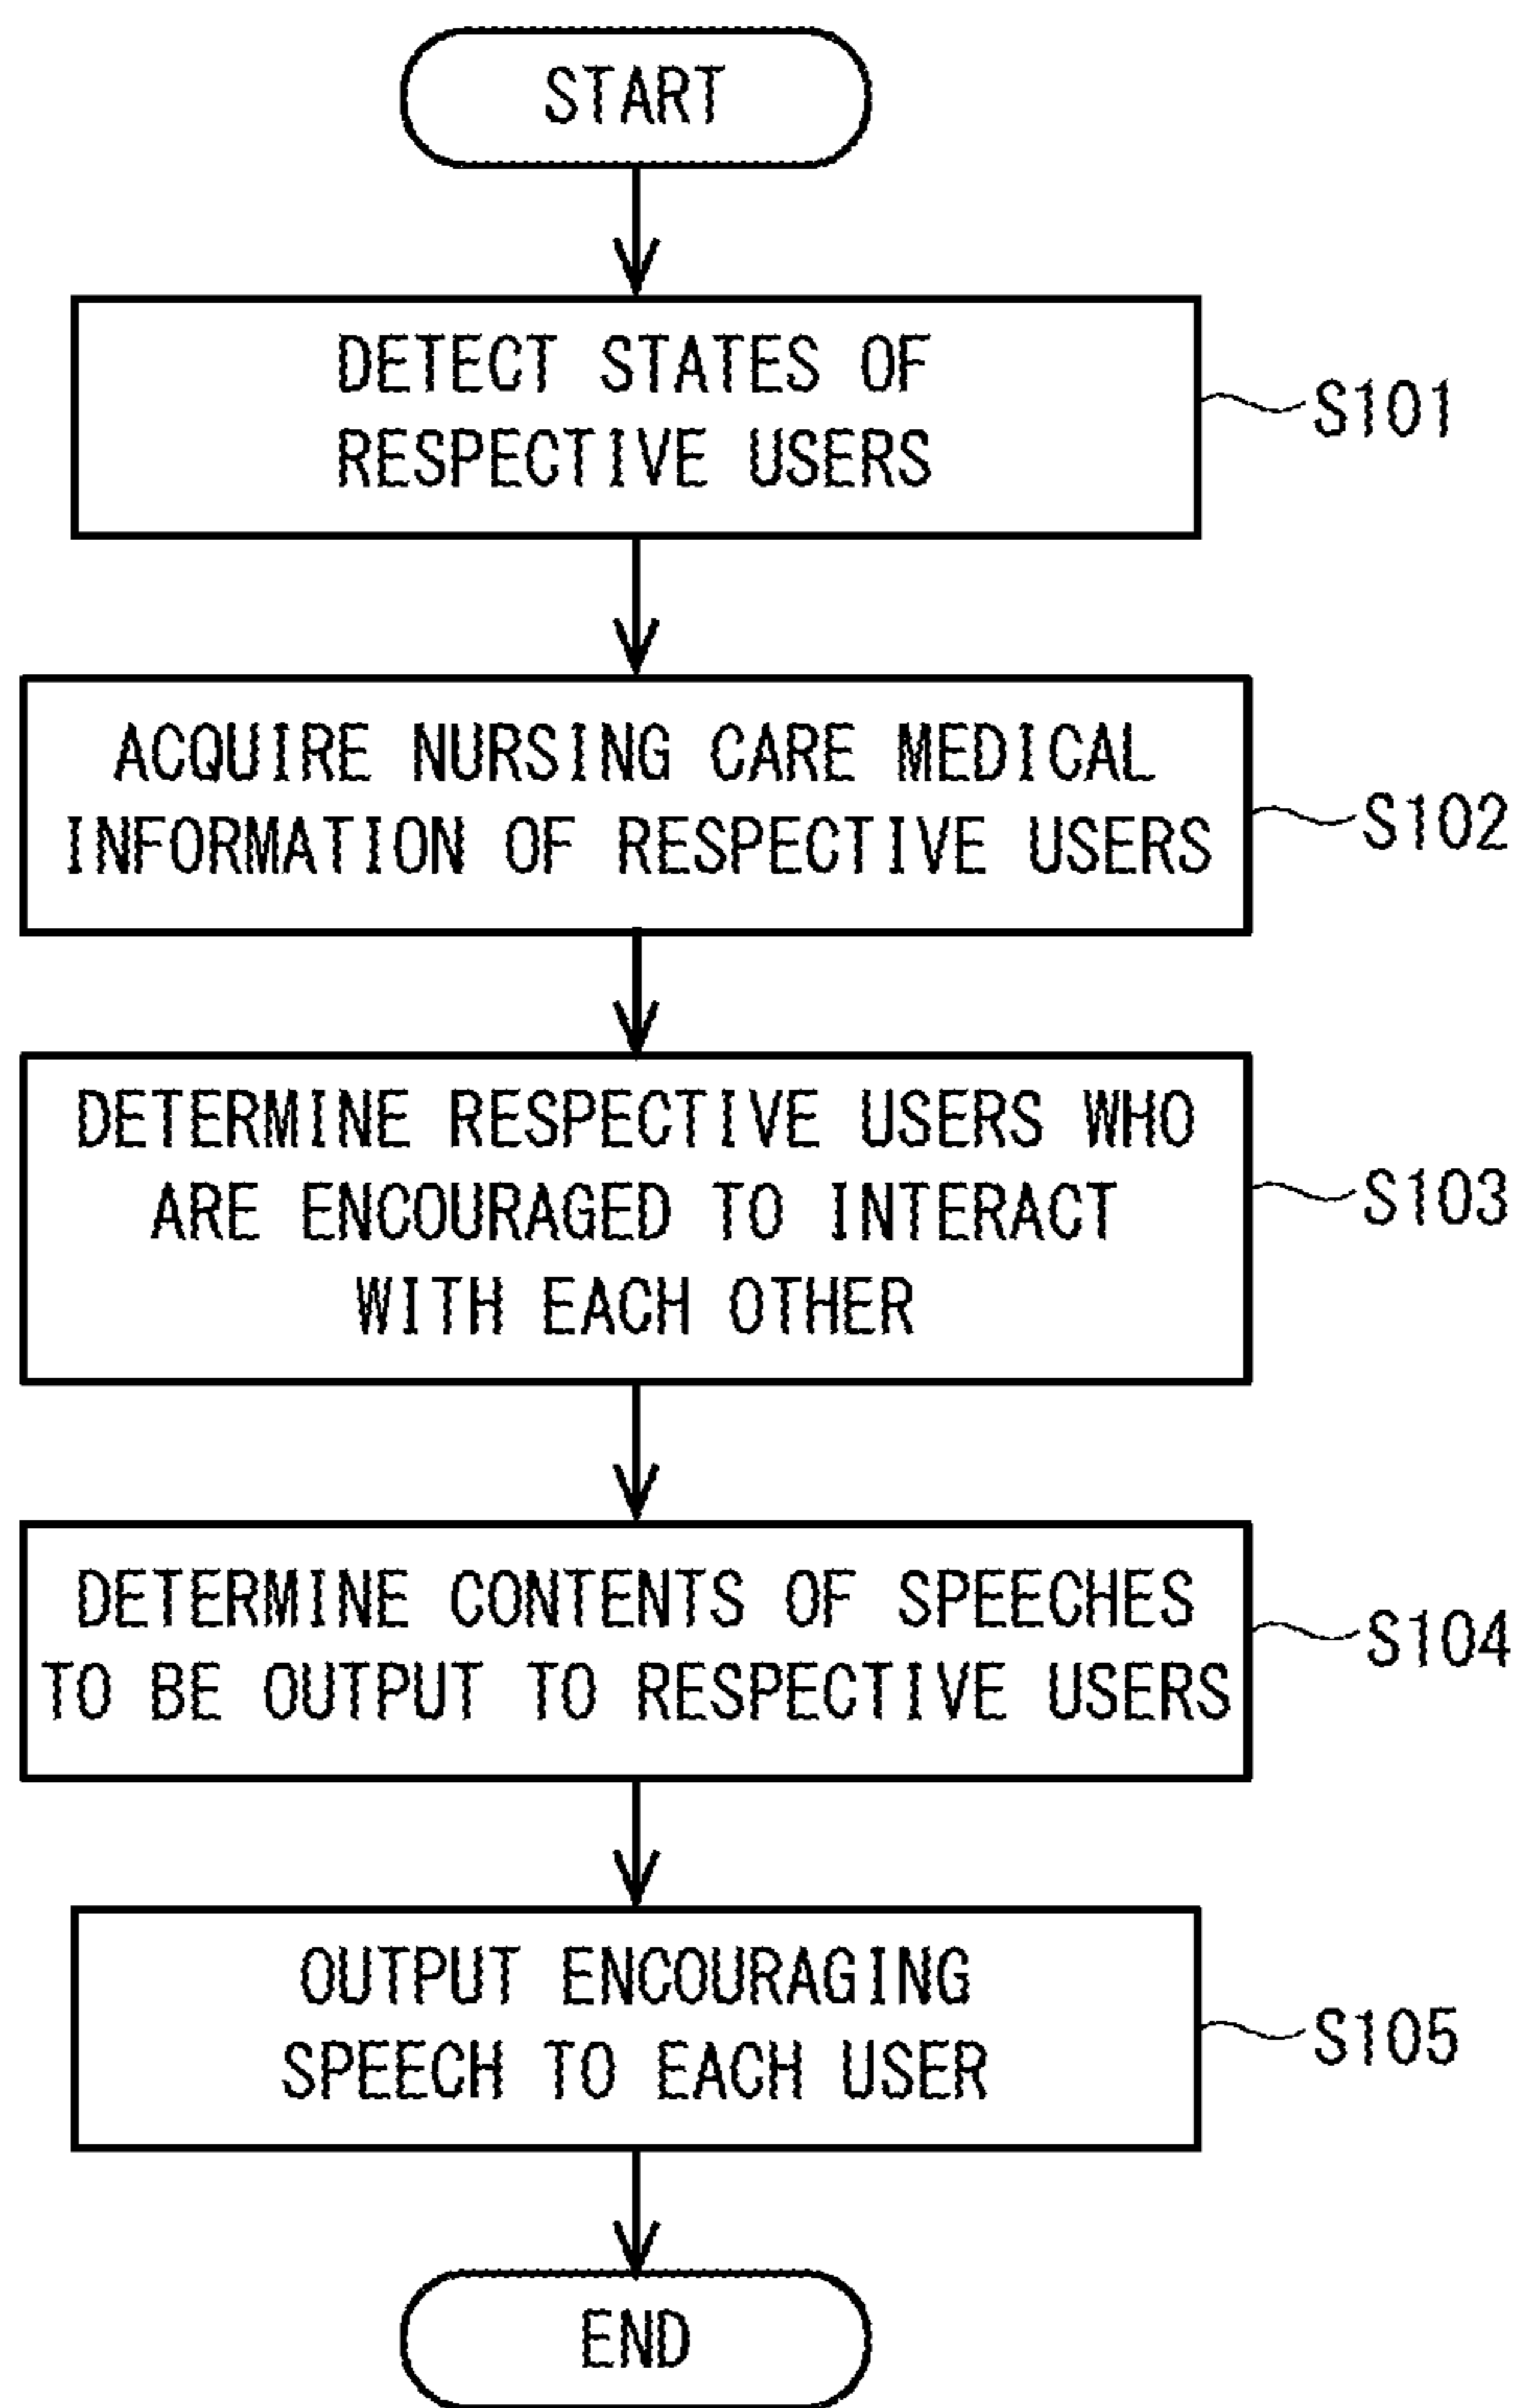 START
DETECT STATES OF
RESPECTIVE USERS
S101
ACQUIRE NURSING CARE MEDICAL
INFORMATION OF RESPECTIVE USERS
S102
DETERMINE RESPECTIVE USERS WHO
ARE ENCOURAGED TO INTERACT
WITH EACH OTHER
S103
DETERMINE CONTENTS OF SPEECHES
TO BE OUTPUT TO RESPECTIVE USERS
S104
OUTPUT ENCOURAGING
SPEECH TO EACH USER
S105
END